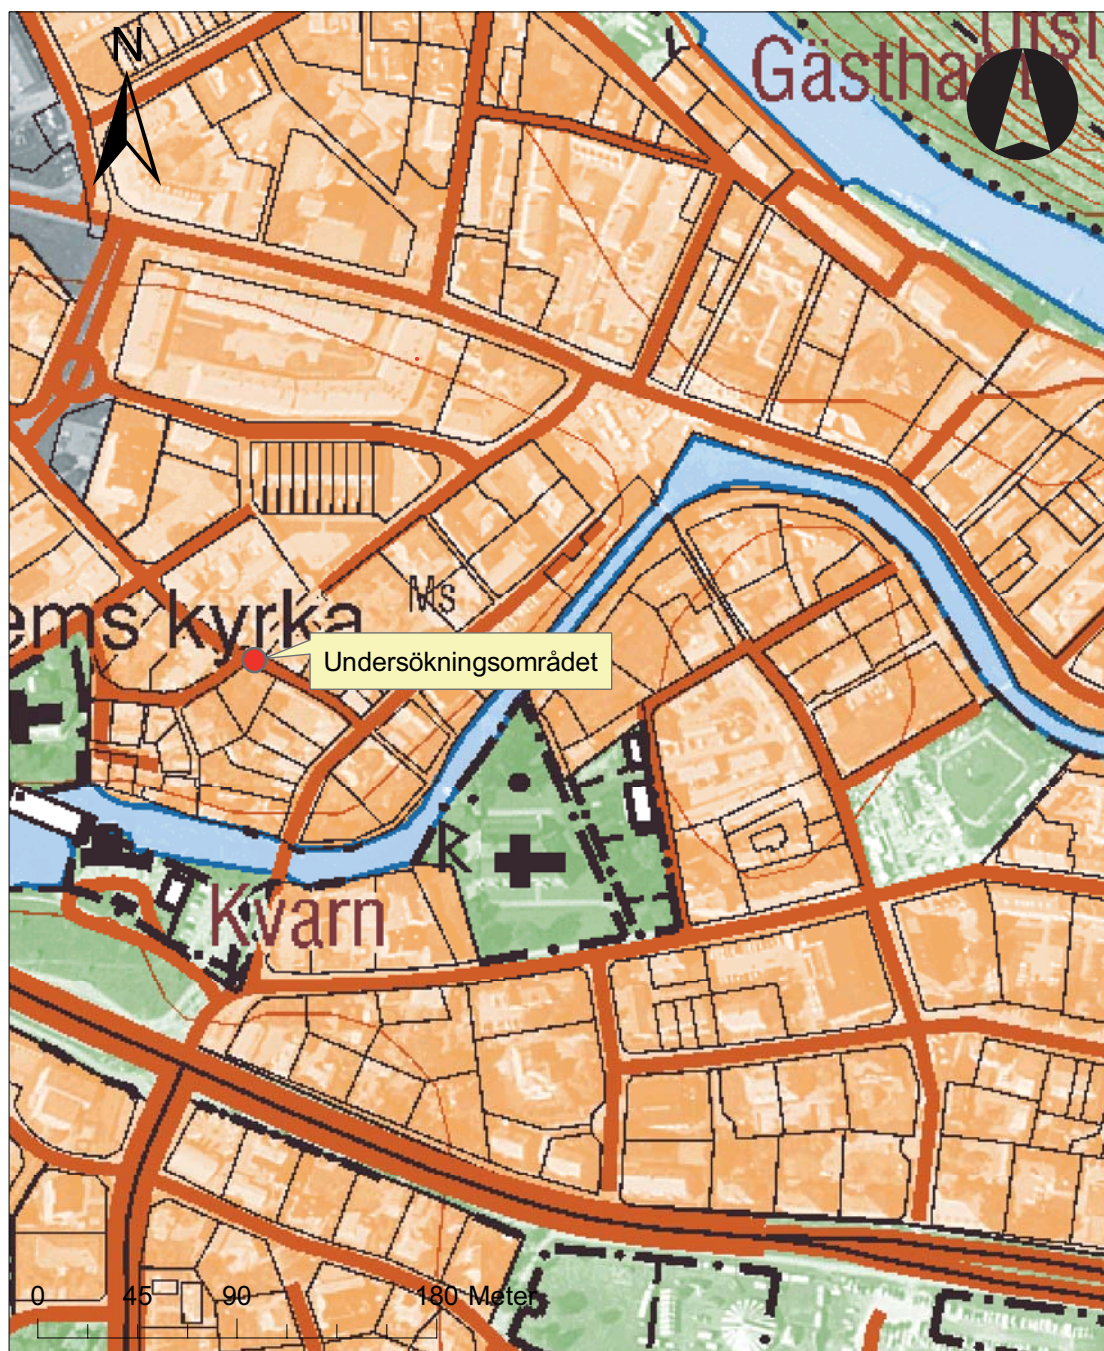 N
Gästha
ems kyrka
Ms
Undersökningsområdet
R
Kvarn
0 45 90 180 Meter